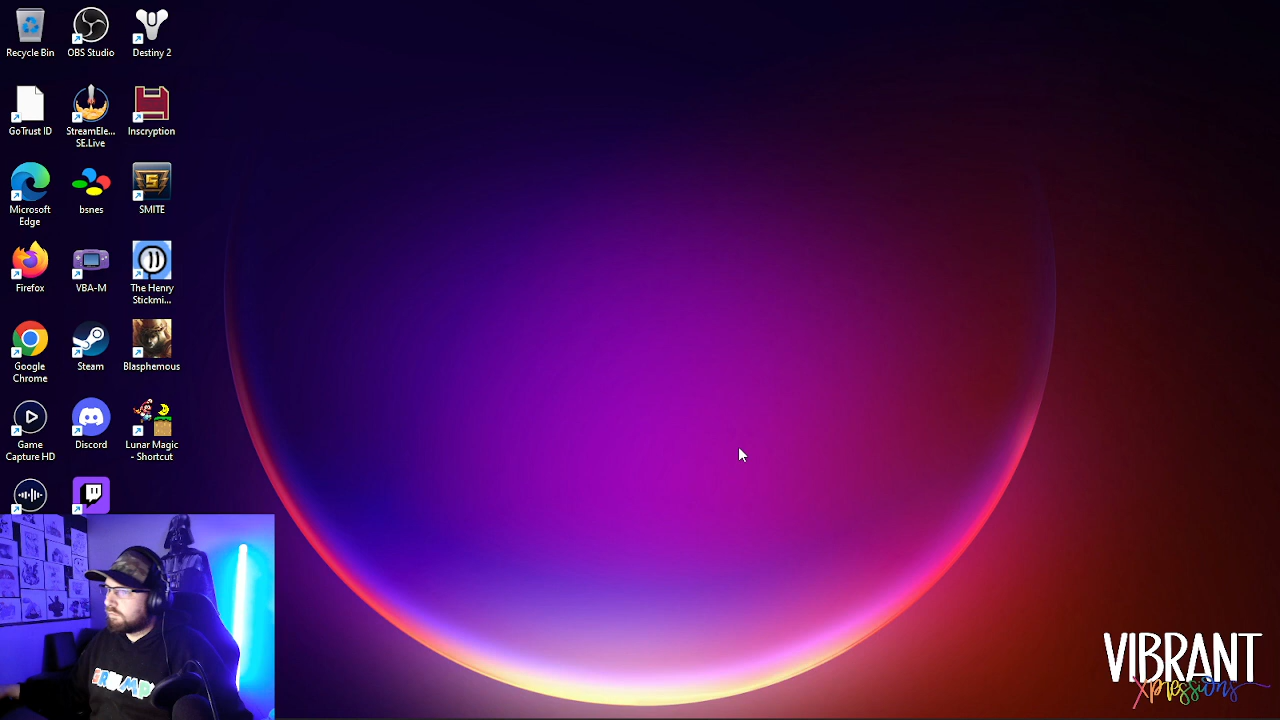 Recycle Bin
OBS Studio
Destiny 2
GoTrust ID
StreamEle...
SE.Live
Inscryption
Microsoft
Edge
bsnes
SMITE
Firefox
VBA-M
The Henry
Stickmi...
Google
Chrome
Steam
Blasphemous
Game
Capture HD
Discord
Lunar Magic
- Shortcut
VIBRANT
Xpressions